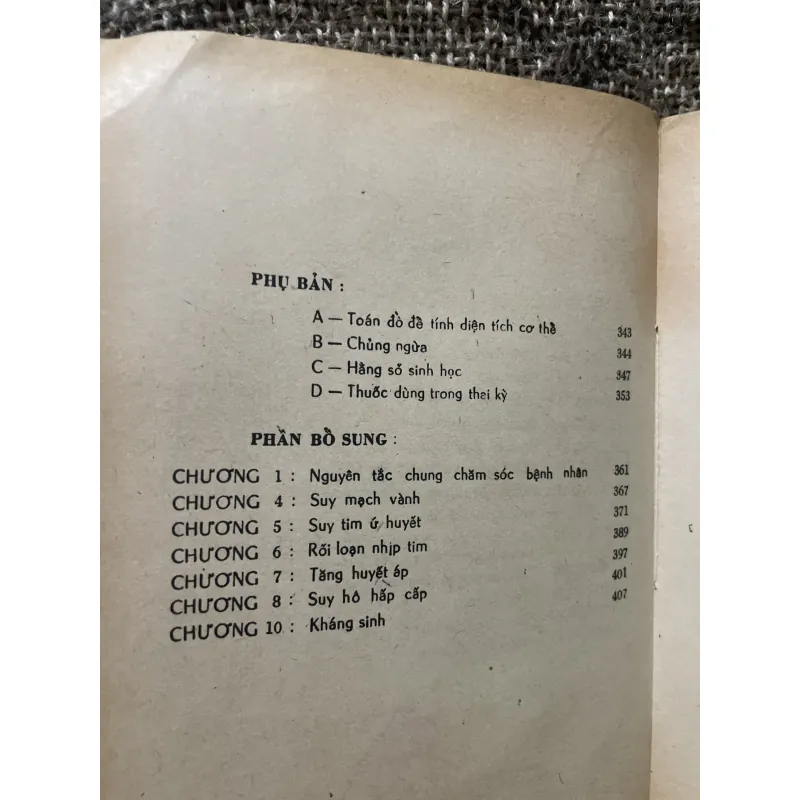 PHỤ BẢN :
A — Toán đồ để tính diện tích cơ thể 343
B — Chủng ngừa 344
C — Hằng số sinh học 347
D — Thuốc dùng trong thai kỳ 353
PHẦN BỒ SUNG :
CHƯƠNG 1 : Nguyên tắc chung chăm sóc bệnh nhân 361
CHƯƠNG 4 : Suy mạch vành 367
CHƯƠNG 5 : Suy tim ứ huyết 371
CHƯƠNG 6 : Rối loạn nhịp tim 389
CHƯƠNG 7 : Tăng huyết áp 397
CHƯƠNG 8 : Suy hô hấp cấp 401
CHƯƠNG 10 : Kháng sinh 407